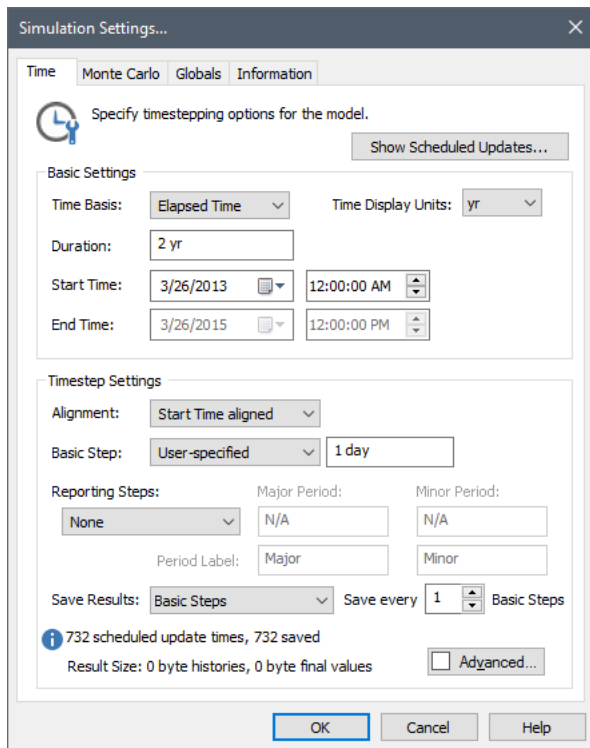 Simulation Settings...
Time Monte Carlo Globals Information
Specify timestepping options for the model.
Show Scheduled Updates...
Basic Settings
Time Basis: Elapsed Time Time Display Units: yr
Duration: 2 yr
Start Time: 3/26/2013 12:00:00 AM
End Time: 3/26/2015 12:00:00 PM
Timestep Settings
Alignment: Start Time aligned
Basic Step: User-specified 1 day
Reporting Steps: Major Period: Minor Period:
None N/A N/A
Period Label: Major Minor
Save Results: Basic Steps Save every 1 Basic Steps
732 scheduled update times, 732 saved
Result Size: 0 byte histories, 0 byte final values
Advanced...
OK Cancel Help